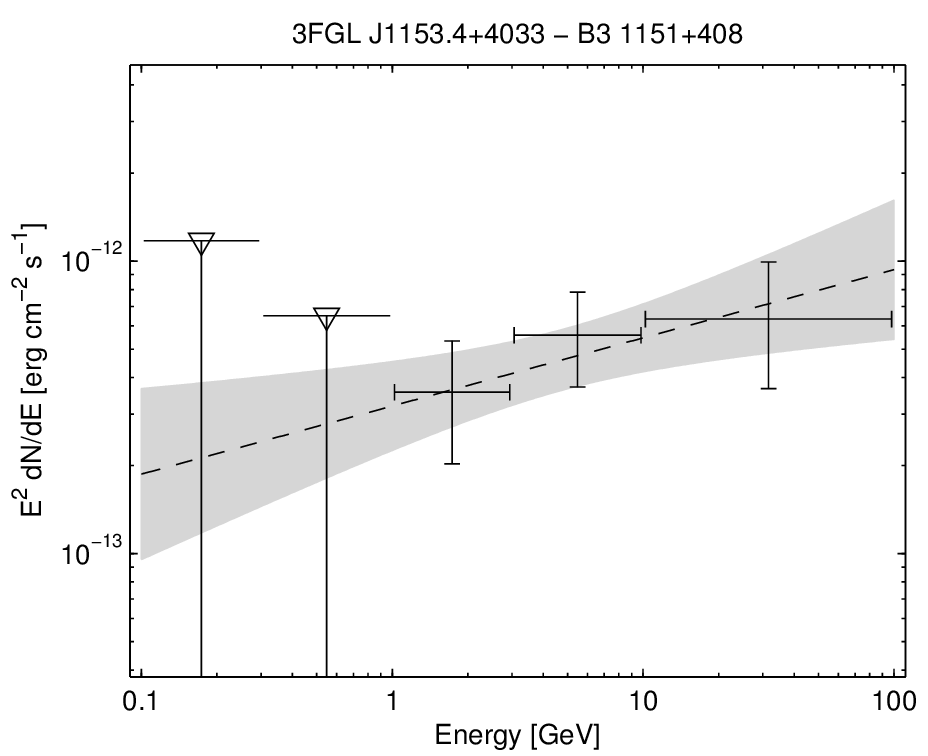 3FGL J1153.4+4033 − B3 1151+408
E² dN/dE [erg cm⁻² s⁻¹]
10⁻¹²
10⁻¹³
0.1 1 10 100
Energy [GeV]